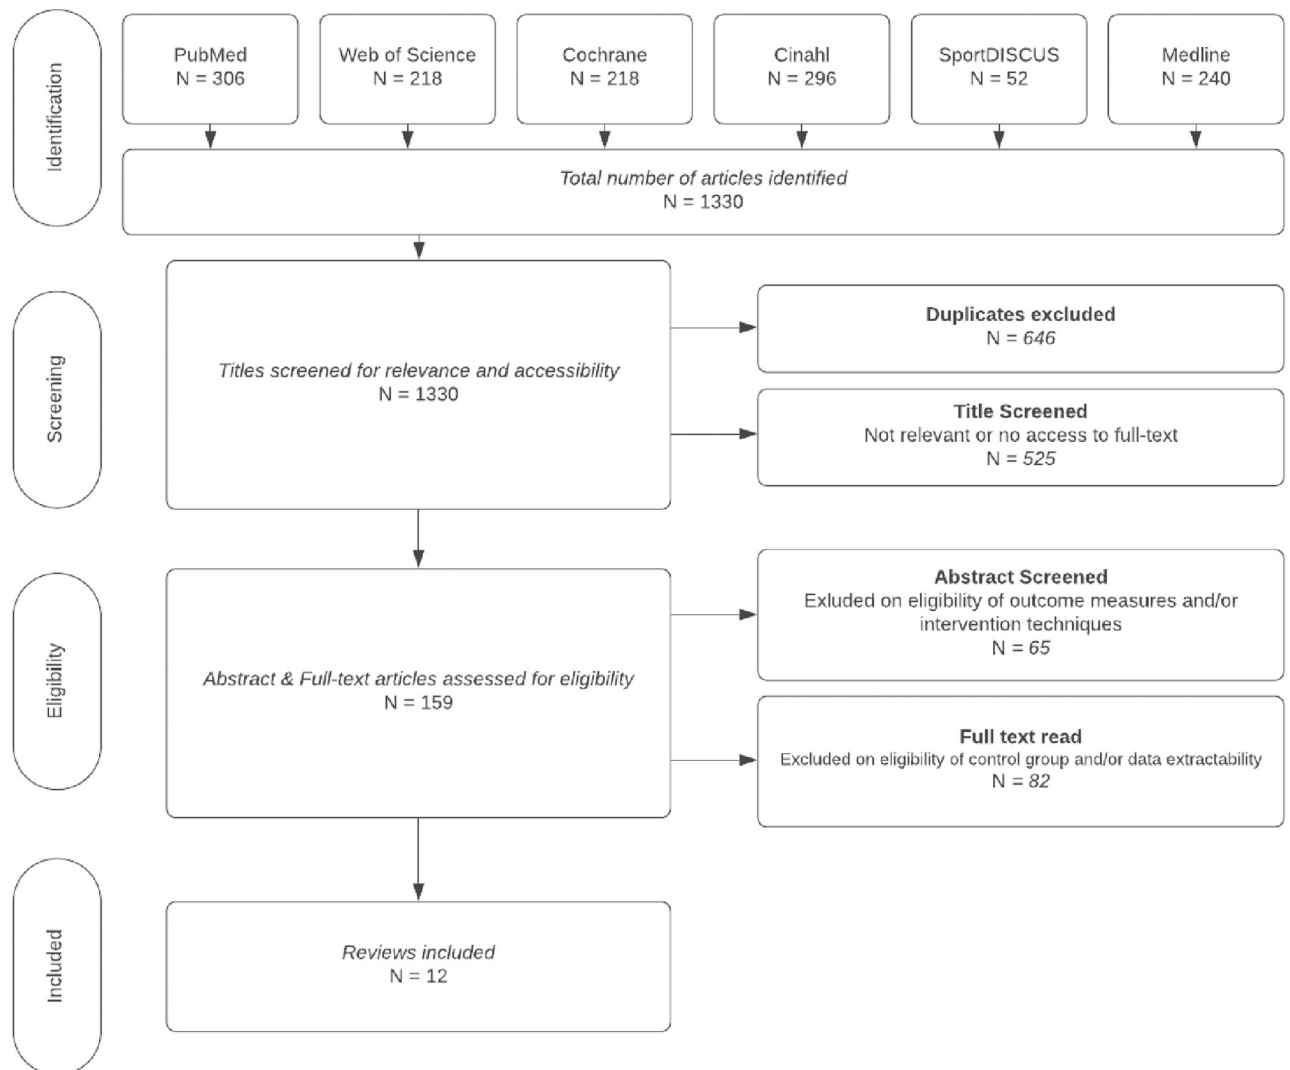 Identification
PubMed
N = 306
Web of Science
N = 218
Cochrane
N = 218
Cinahl
N = 296
SportDISCUS
N = 52
Medline
N = 240
Total number of articles identified
N = 1330
Screening
Titles screened for relevance and accessibility
N = 1330
Duplicates excluded
N = 646
Title Screened
Not relevant or no access to full-text
N = 525
Eligibility
Abstract & Full-text articles assessed for eligibility
N = 159
Abstract Screened
Exluded on eligibility of outcome measures and/or
intervention techniques
N = 65
Full text read
Excluded on eligibility of control group and/or data extractability
N = 82
Included
Reviews included
N = 12